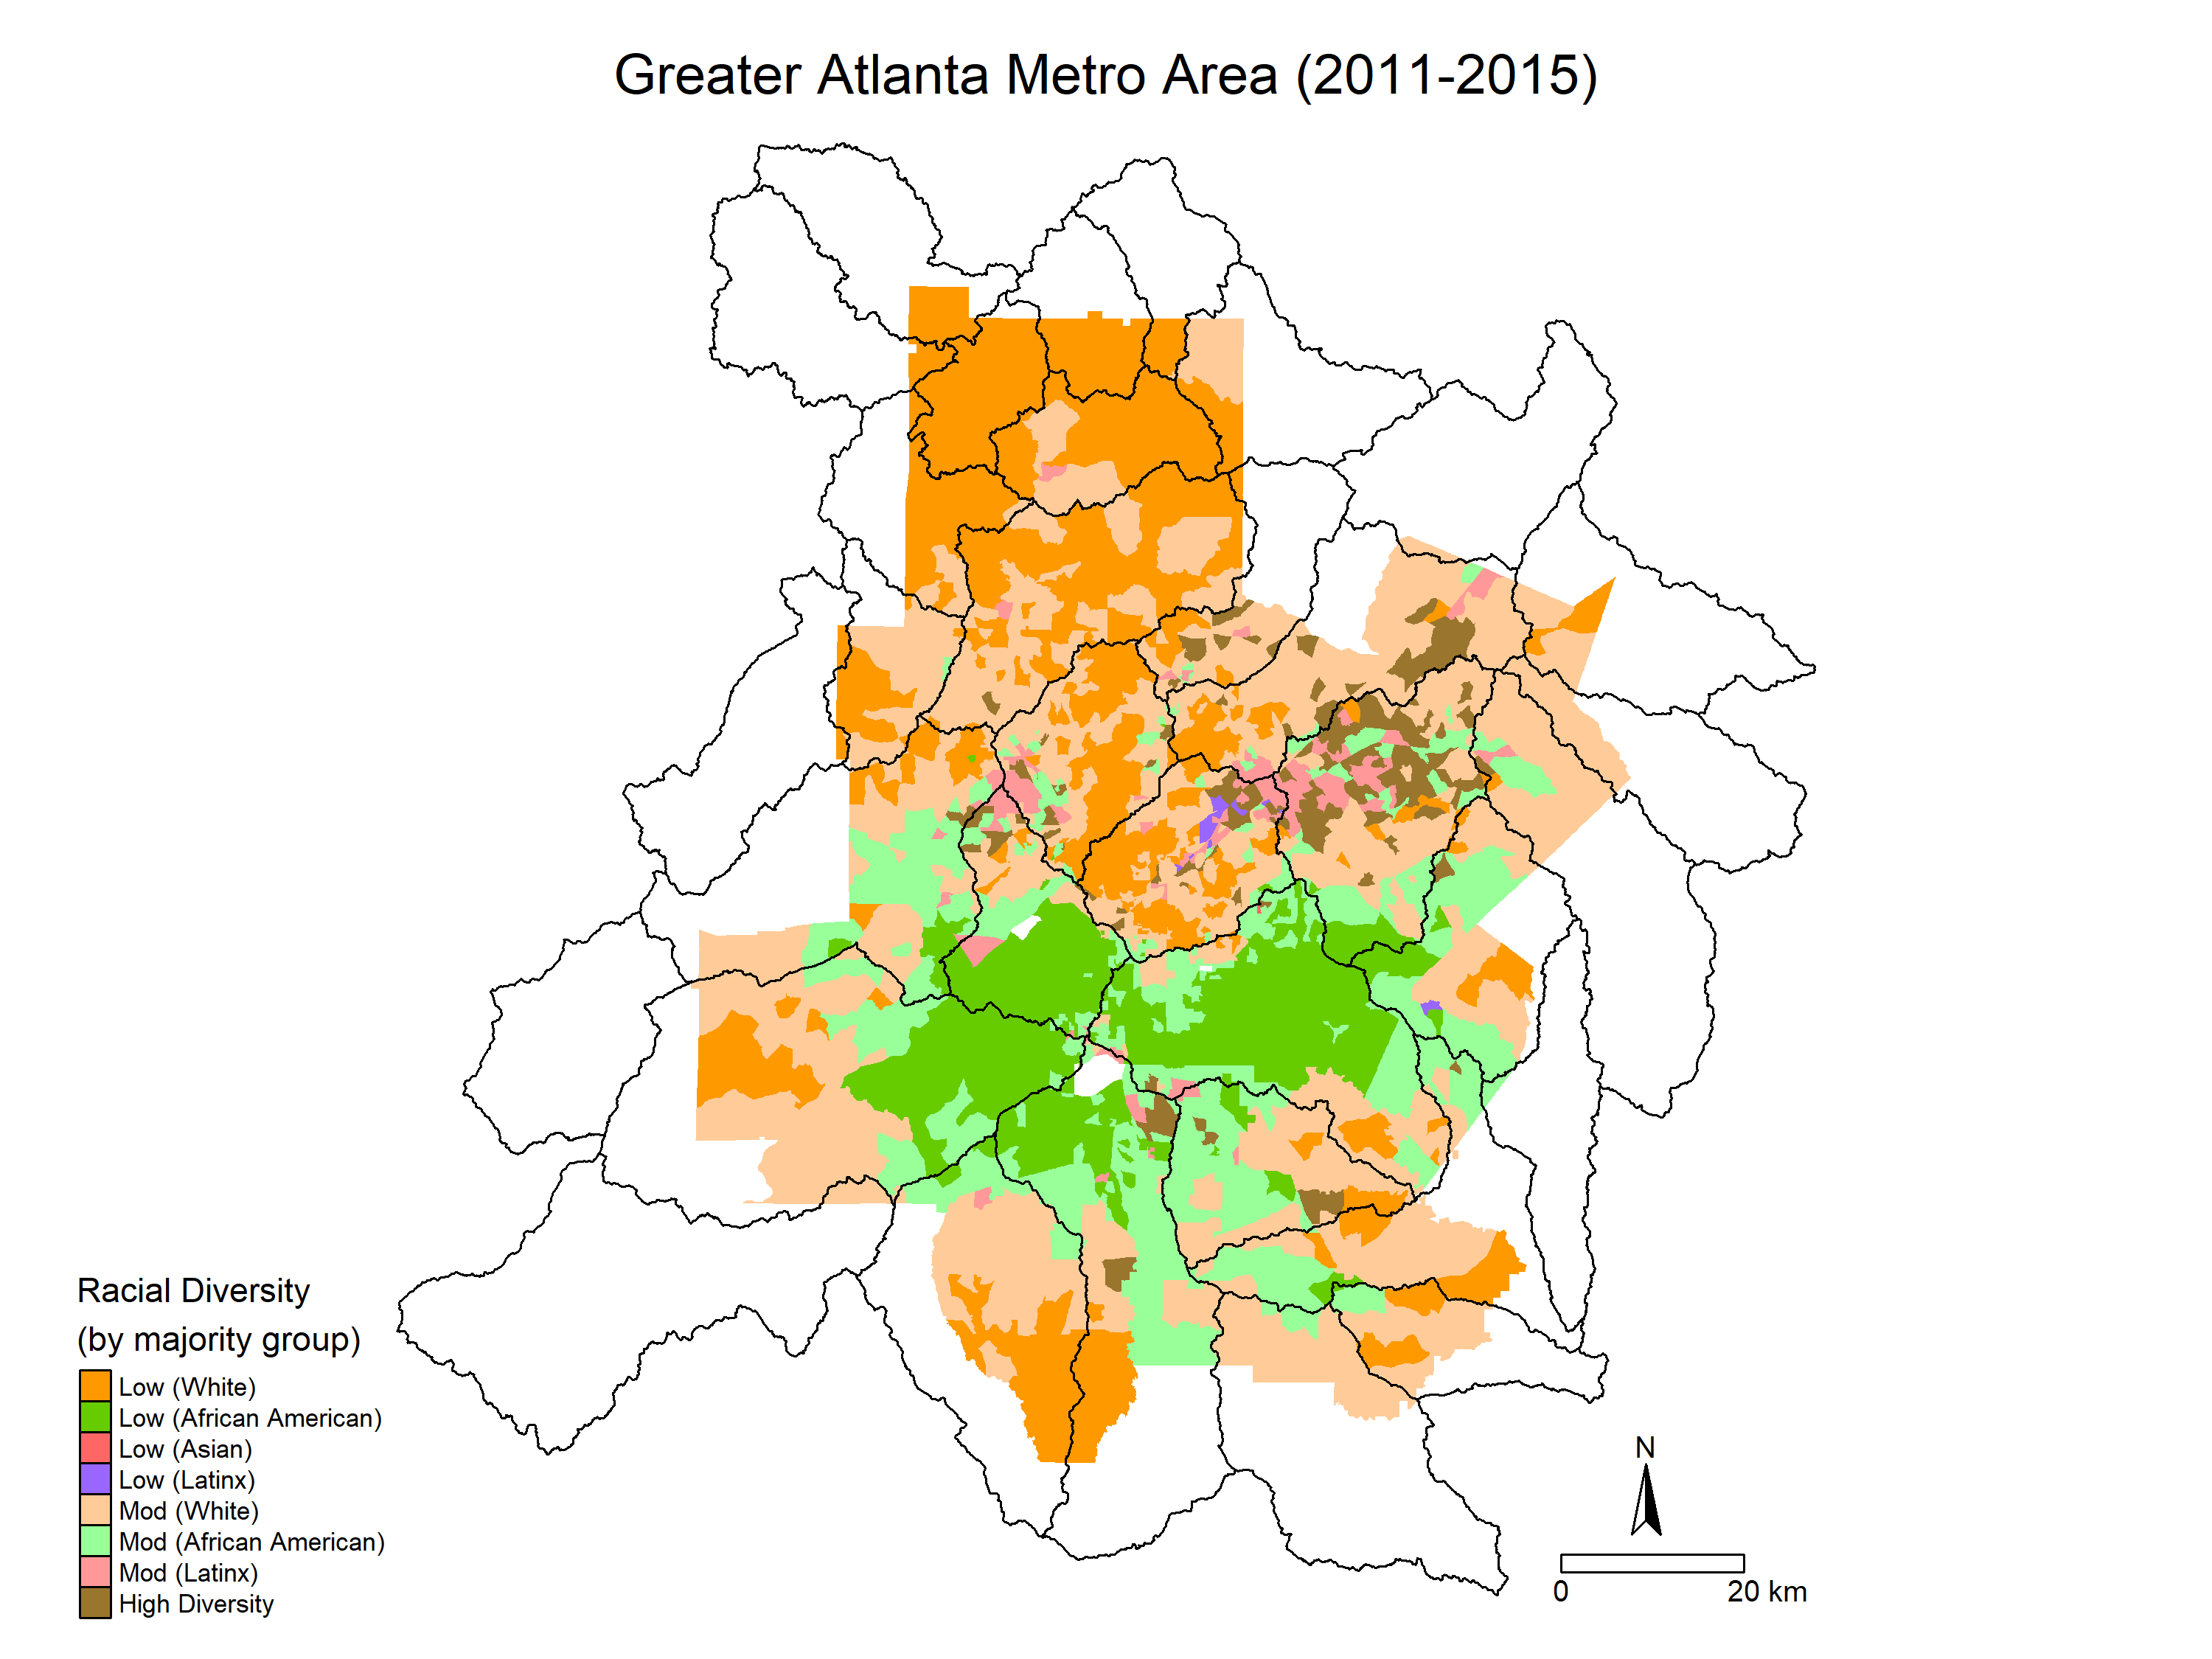 Greater Atlanta Metro Area (2011-2015)
Racial Diversity
(by majority group)
Low (White)
Low (African American)
Low (Asian)
Low (Latinx)
Mod (White)
Mod (African American)
Mod (Latinx)
High Diversity
N
0 20 km